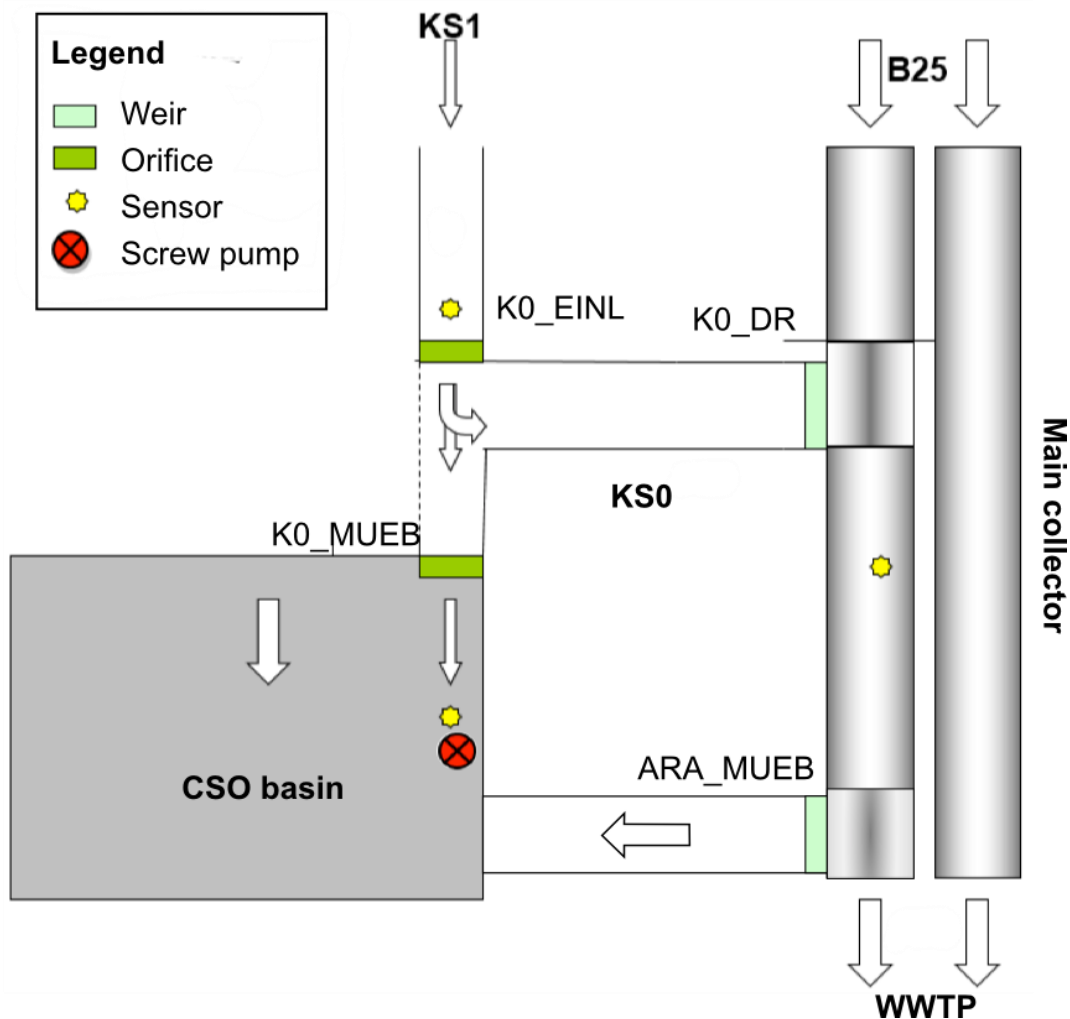 Legend
Weir
Orifice
Sensor
Screw pump
KS1
B25
K0_EINL
K0_DR
Main collector
KS0
K0_MUEB
ARA_MUEB
CSO basin
WWTP